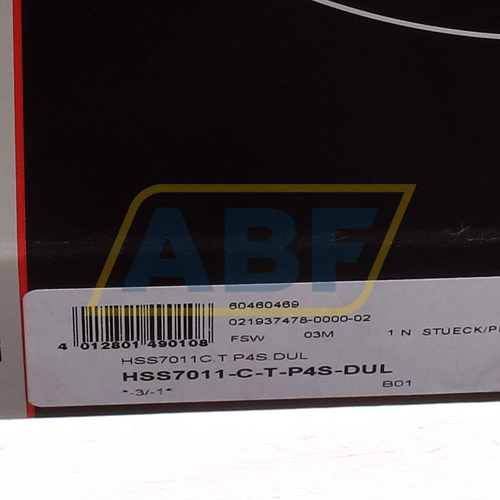 ABF
60460469
021937478-0000-02
FSW 03M 1 N STUECK/
4 012801 490108
HSS7011C.T.P4S.DUL
HSS7011-C-T-P4S-DUL
*-3/-1* B01